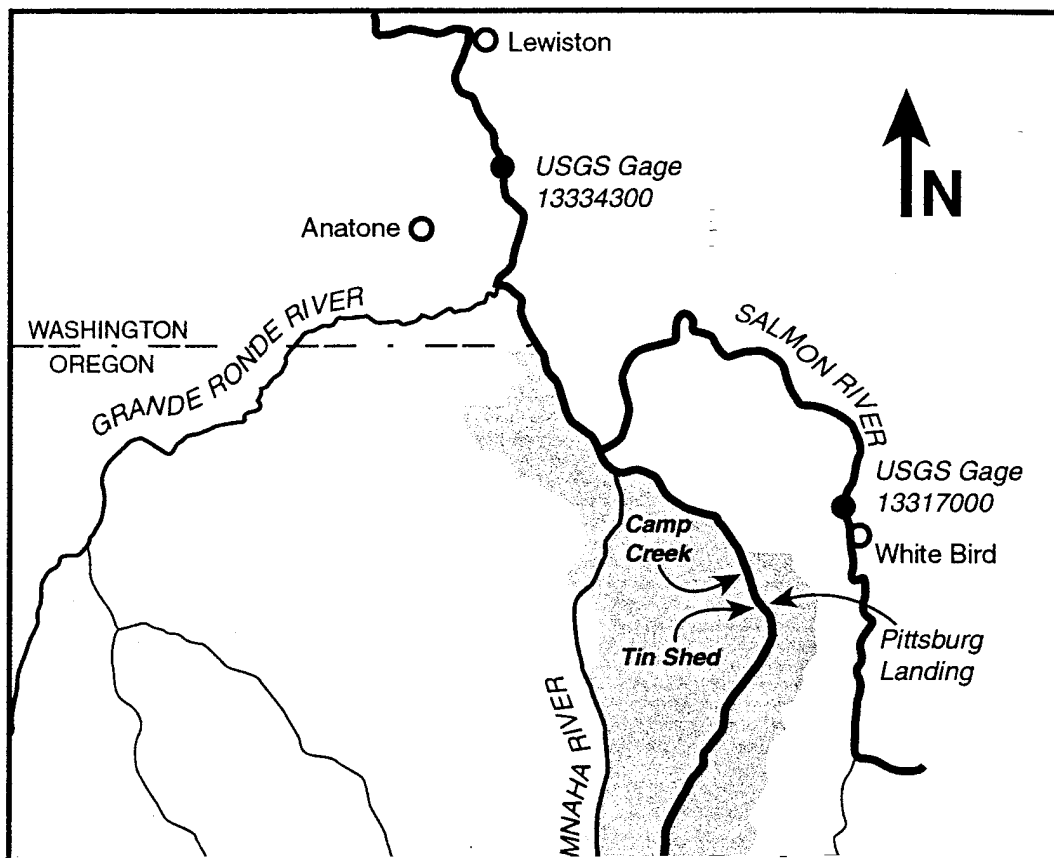 Lewiston
USGS Gage
13334300
N
Anatone
WASHINGTON
OREGON
GRANDE RONDE RIVER
SALMON RIVER
USGS Gage
13317000
White Bird
Camp
Creek
Tin Shed
Pittsburg
Landing
MNAHA RIVER